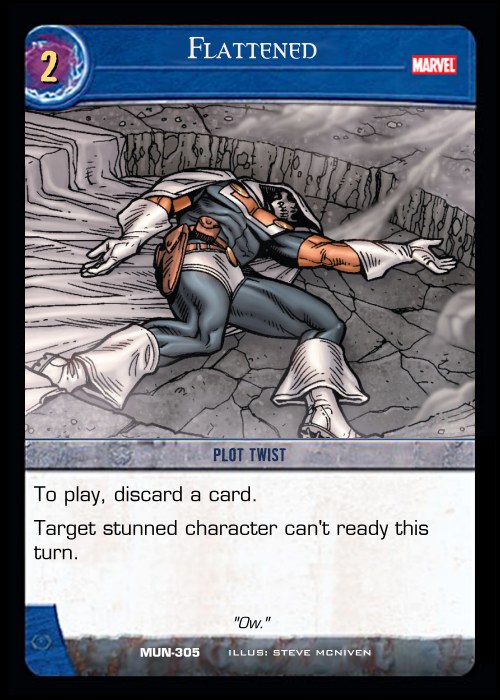 2
FLATTENED
MARVEL
PLOT TWIST
To play, discard a card.
Target stunned character can't ready this
turn.
"Ow."
MUN-305 ILLUS: STEVE MCNIVEN